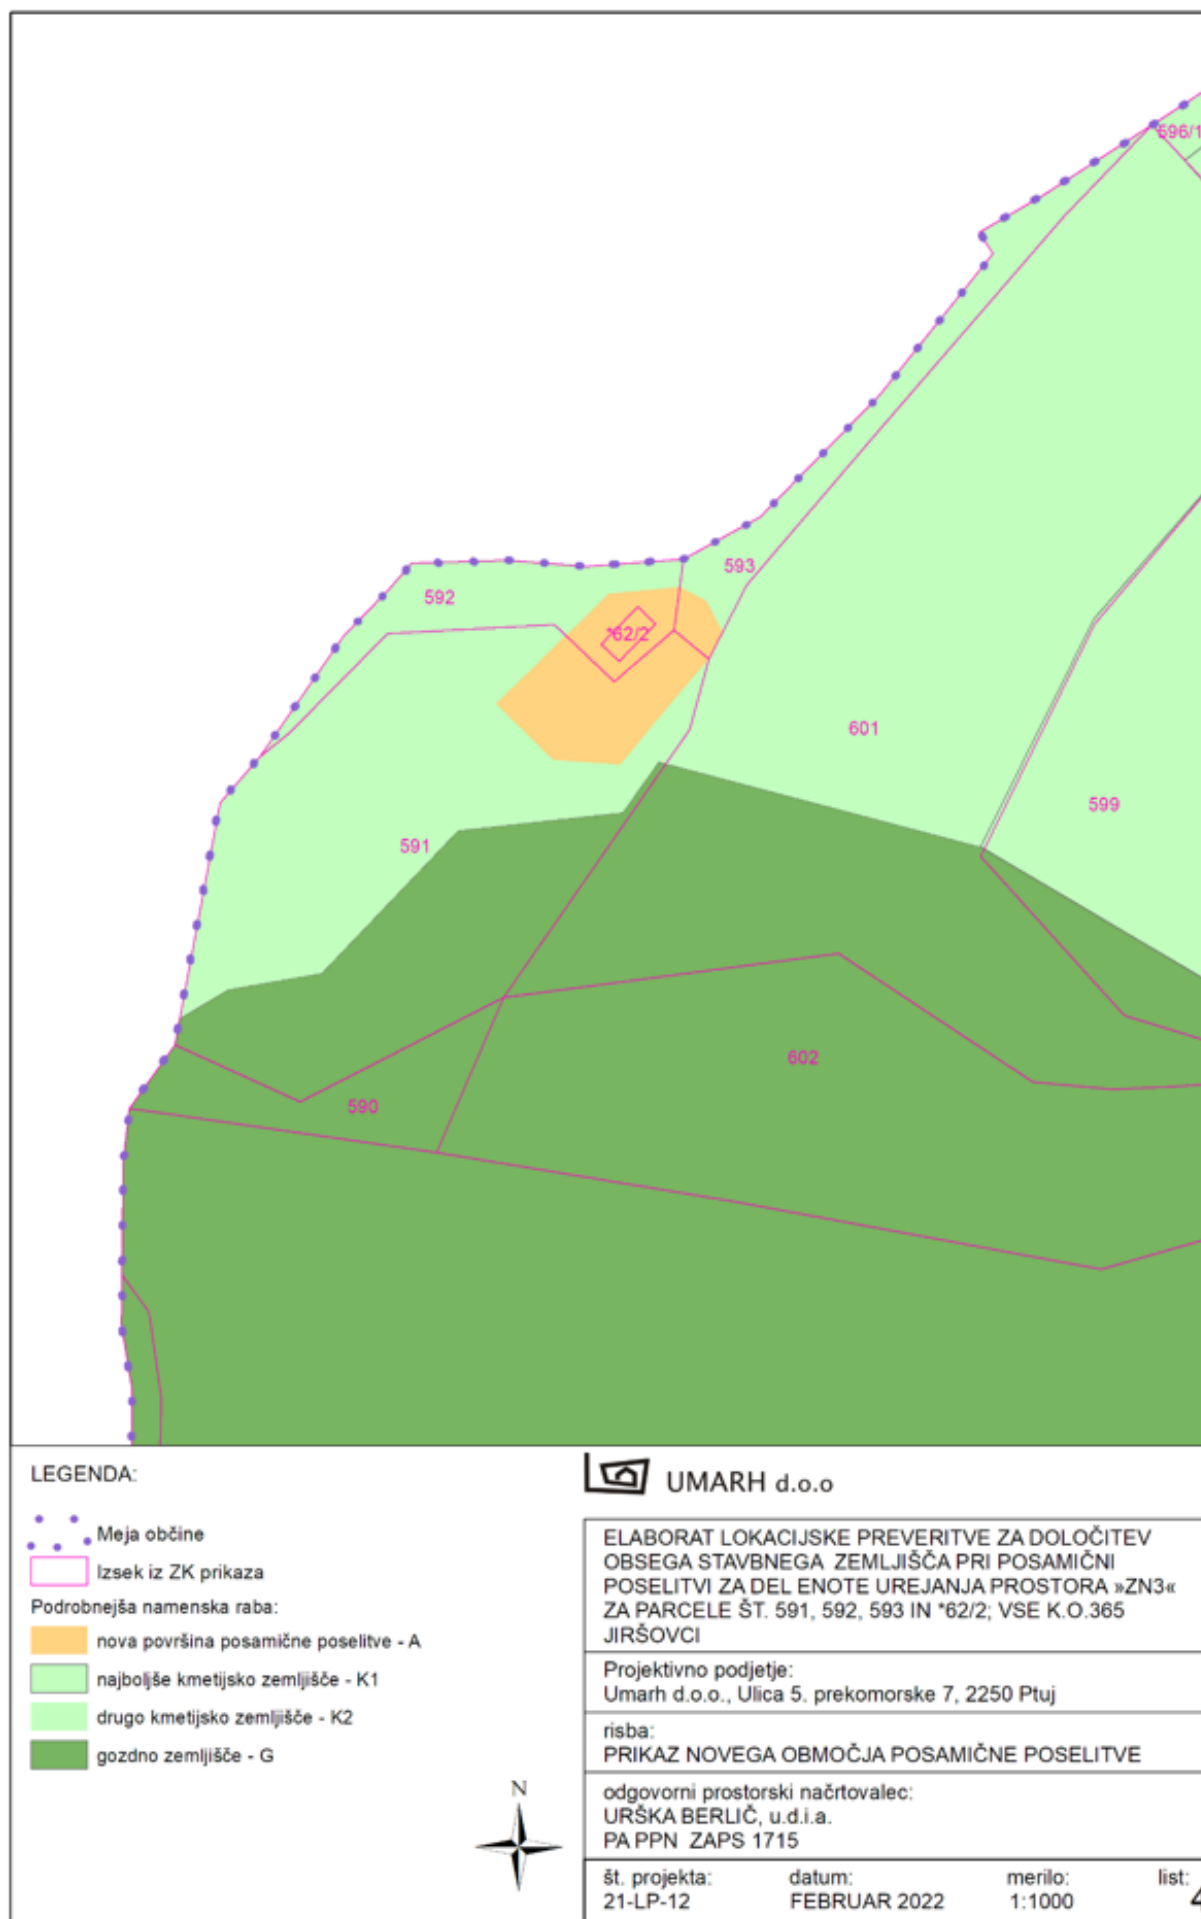 596/1
593
592
*62/2
601
599
591
602
590
LEGENDA:
Meja občine
Izsek iz ZK prikaza
Podrobnejša namenska raba:
nova površina posamične poselitve - A
najboljše kmetijsko zemljišče - K1
drugo kmetijsko zemljišče - K2
gozdno zemljišče - G
N
UMARH d.o.o
ELABORAT LOKACIJSKE PREVERITVE ZA DOLOČITEV
OBSEGA STAVBNEGA ZEMLJIŠČA PRI POSAMIČNI
POSELITVI ZA DEL ENOTE UREJANJA PROSTORA »ZN3«
ZA PARCELE ŠT. 591, 592, 593 IN *62/2; VSE K.O.365
JIRŠOVCI
Projektivno podjetje:
Umarh d.o.o., Ulica 5. prekomorske 7, 2250 Ptuj
risba:
PRIKAZ NOVEGA OBMOČJA POSAMIČNE POSELITVE
odgovorni prostorski načrtovalec:
URŠKA BERLIČ, u.d.i.a.
PA PPN ZAPS 1715
št. projekta: datum: merilo: list:
21-LP-12 FEBRUAR 2022 1:1000 4